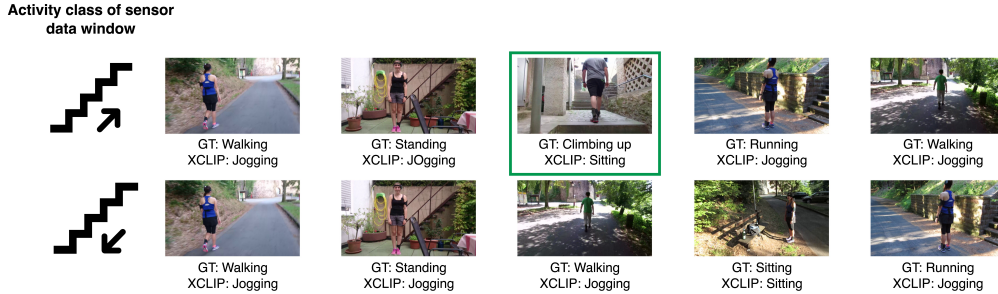 Activity class of sensor
data window
GT: Walking
XCLIP: Jogging
GT: Standing
XCLIP: JOgging
GT: Climbing up
XCLIP: Sitting
GT: Running
XCLIP: Jogging
GT: Walking
XCLIP: Jogging
GT: Walking
XCLIP: Jogging
GT: Standing
XCLIP: Jogging
GT: Walking
XCLIP: Jogging
GT: Sitting
XCLIP: Sitting
GT: Running
XCLIP: Jogging